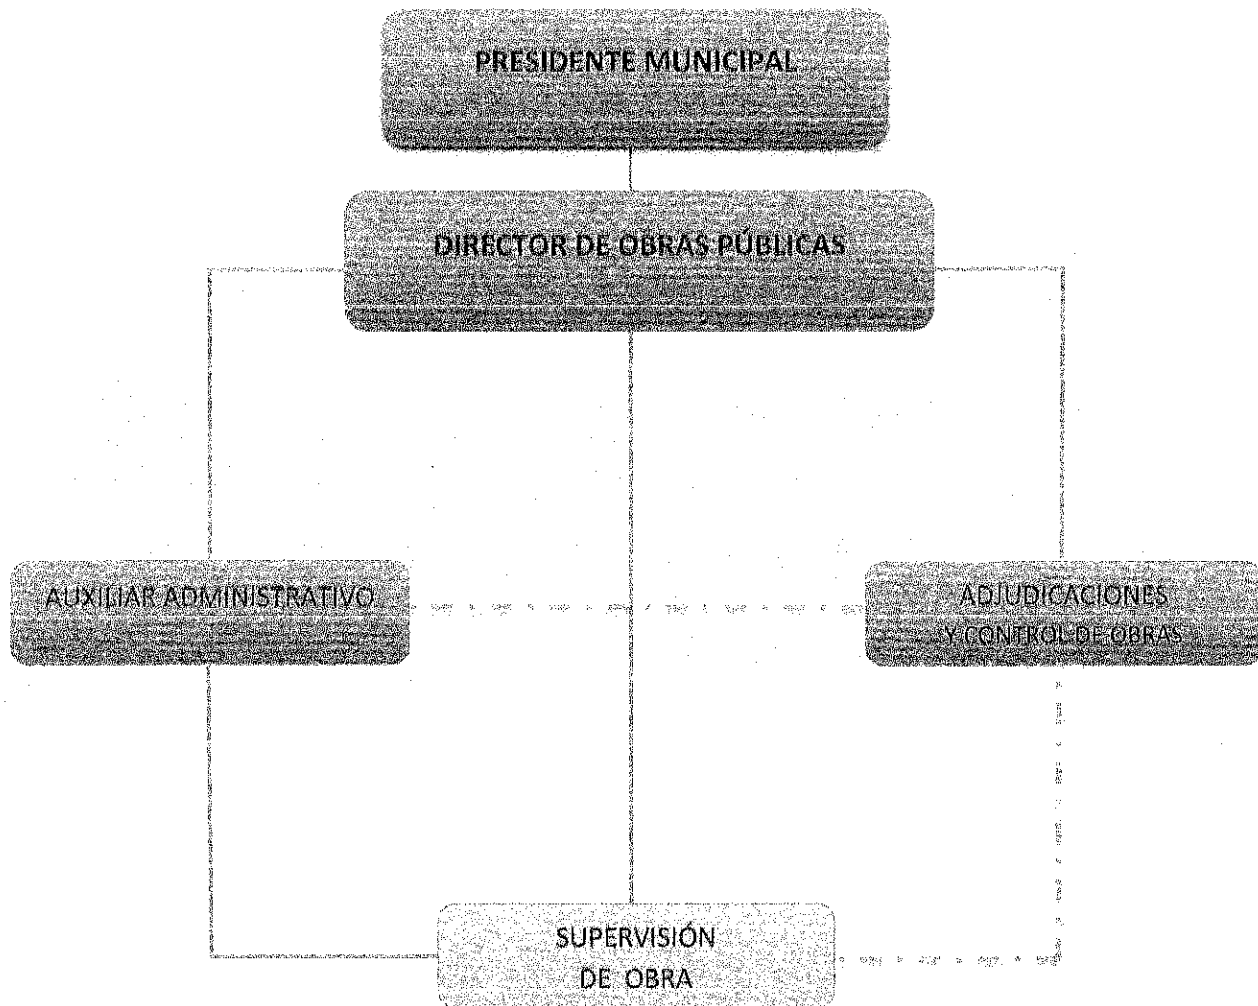 PRESIDENTE MUNICIPAL
DIRECTOR DE OBRAS PÚBLICAS
AUXILIAR ADMINISTRATIVO
ADJUDICACIONES
Y CONTROL DE OBRAS
SUPERVISIÓN
DE OBRA